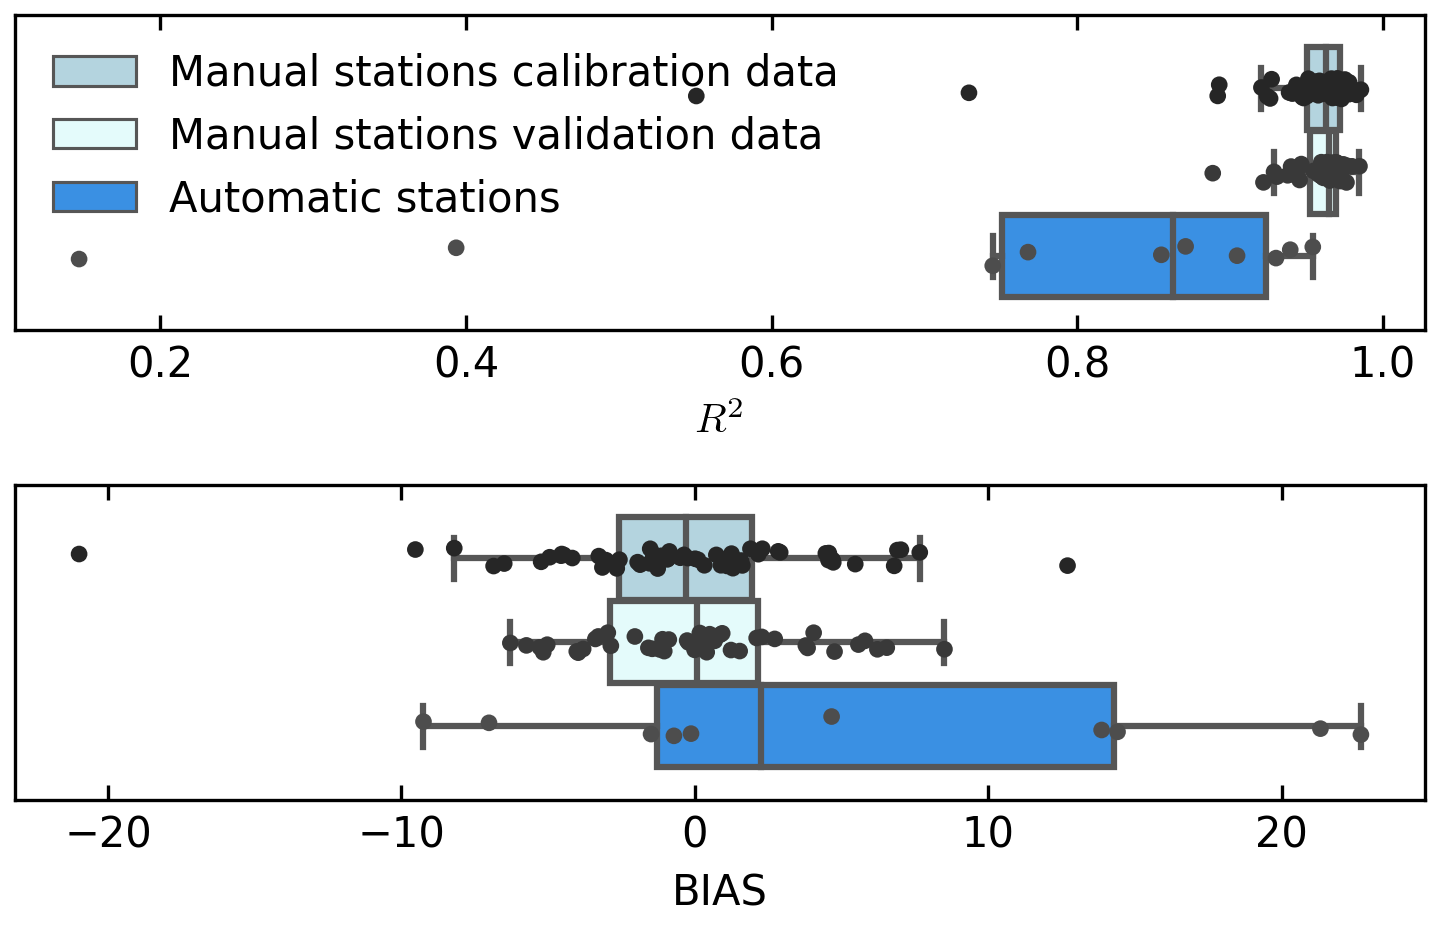 Manual stations calibration data
Manual stations validation data
Automatic stations
0.2 0.4 0.6 0.8 1.0
R²
−20 −10 0 10 20
BIAS